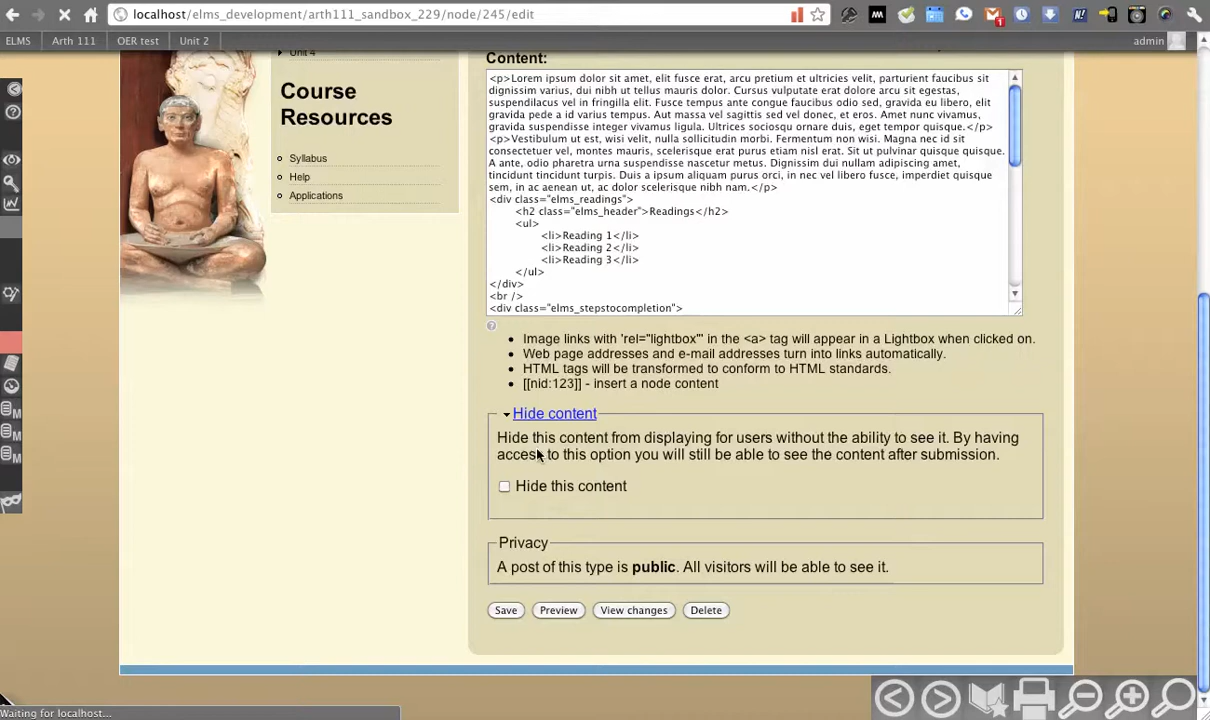 localhost/elms_development/arth111_sandbox_229/node/245/edit
ELMS Arth 111 OER test Unit 2 admin
Unit 4
Course
Resources
Syllabus
Help
Applications
Content:
<p>Lorem ipsum dolor sit amet, elit fusce erat, arcu pretium et ultricies velit, parturient faucibus sit
dignissim varius, dui nibh ut tellus mauris dolor. Cursus vulputate erat dolore arcu sit egestas,
suspendilacus vel in fringilla elit. Fusce tempus ante congue faucibus odio sed, gravida eu libero, elit
gravida pede a id varius tempus. Aut massa vel sagittis sed vel donec, et eros. Amet nunc vivamus,
gravida suspendisse integer vivamus ligula. Ultrices sociosqu ornare duis, eget tempor quisque.</p>
<p>Vestibulum ut est, wisi velit, nulla sollicitudin morbi. Fermentum non wisi. Magna nec id sit
consectetuer vel, montes mauris, scelerisque erat purus etiam nisl erat. Sit ut pulvinar quisque quisque.
A ante, odio pharetra urna suspendisse nascetur metus. Dignissim dui nullam adipiscing amet,
tincidunt tincidunt turpis. Duis a ipsum aliquam purus orci, in nec vel libero fusce, imperdiet quisque
sem, in ac aenean ut, ac dolor scelerisque nibh nam.</p>
<div class="elms_readings">
<h2 class="elms_header">Readings</h2>
<ul>
<li>Reading 1</li>
<li>Reading 2</li>
<li>Reading 3</li>
</ul>
</div>
<br />
<div class="elms_stepstocompletion">
Image links with 'rel="lightbox"' in the <a> tag will appear in a Lightbox when clicked on.
Web page addresses and e-mail addresses turn into links automatically.
HTML tags will be transformed to conform to HTML standards.
[[nid:123]] - insert a node content
Hide content
Hide this content from displaying for users without the ability to see it. By having
access to this option you will still be able to see the content after submission.
Hide this content
Privacy
A post of this type is public. All visitors will be able to see it.
Save Preview View changes Delete
Waiting for localhost...